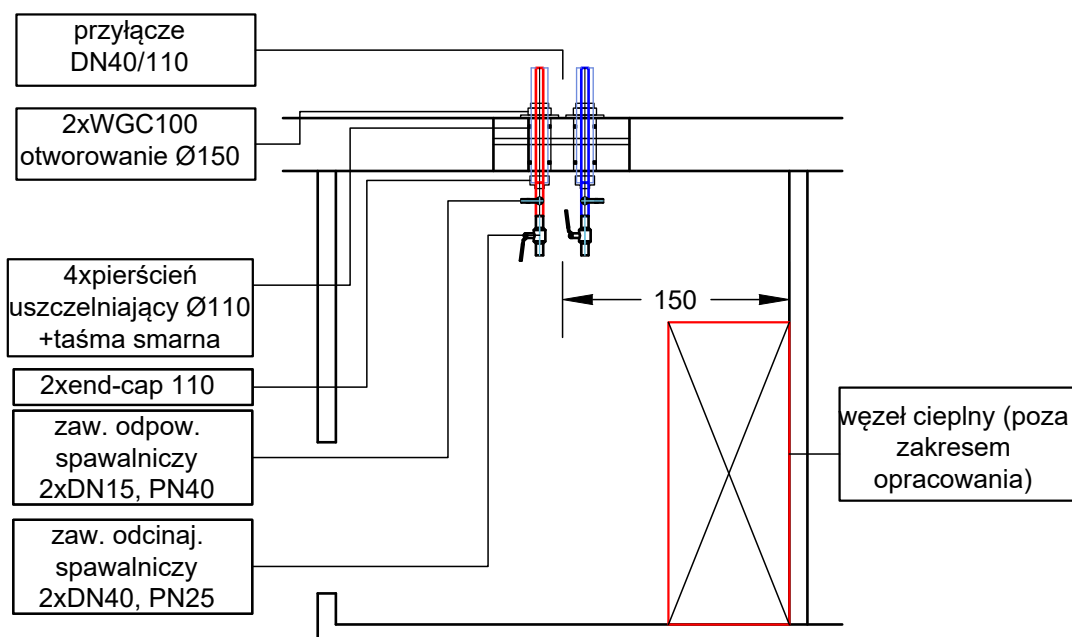 przyłącze
DN40/110
2xWGC100
otworowanie Ø150
4xpierścień
uszczelniający Ø110
+taśma smarna
2xend-cap 110
zaw. odpow.
spawalniczy
2xDN15, PN40
zaw. odcinaj.
spawalniczy
2xDN40, PN25
150
węzeł cieplny (poza
zakresem
opracowania)